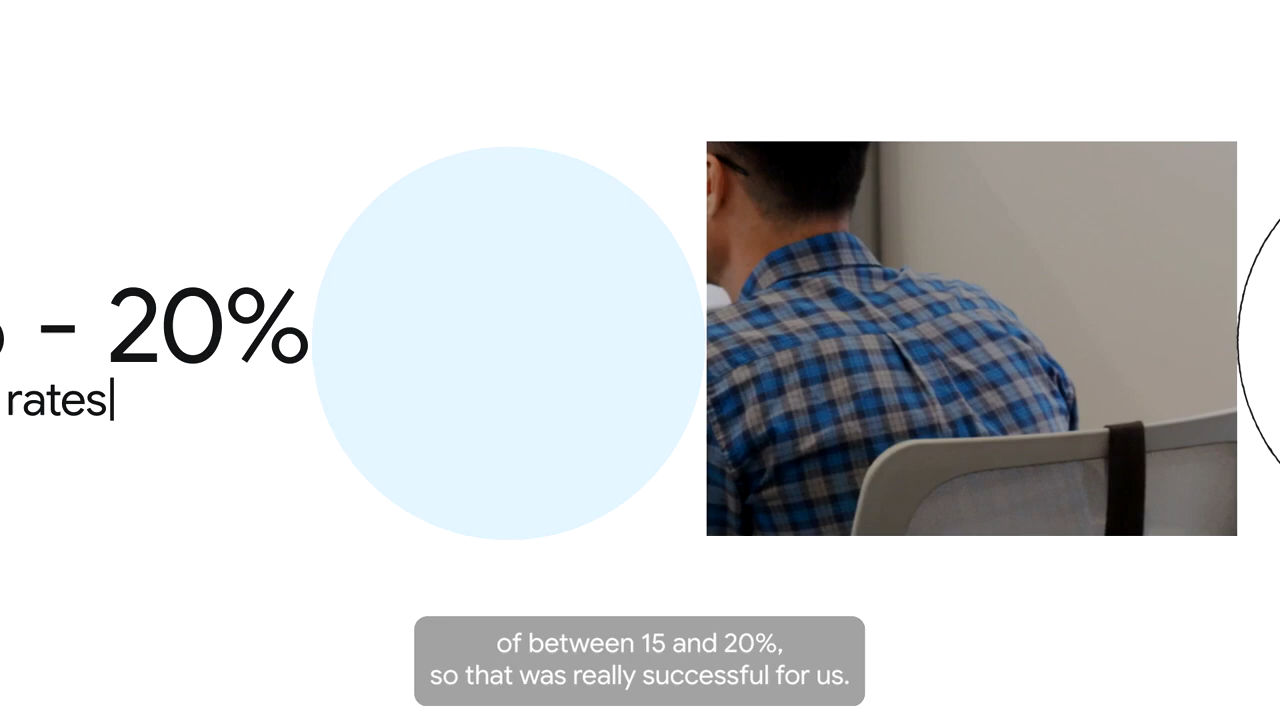 - 20%
rates
of between 15 and 20%,
so that was really successful for us.